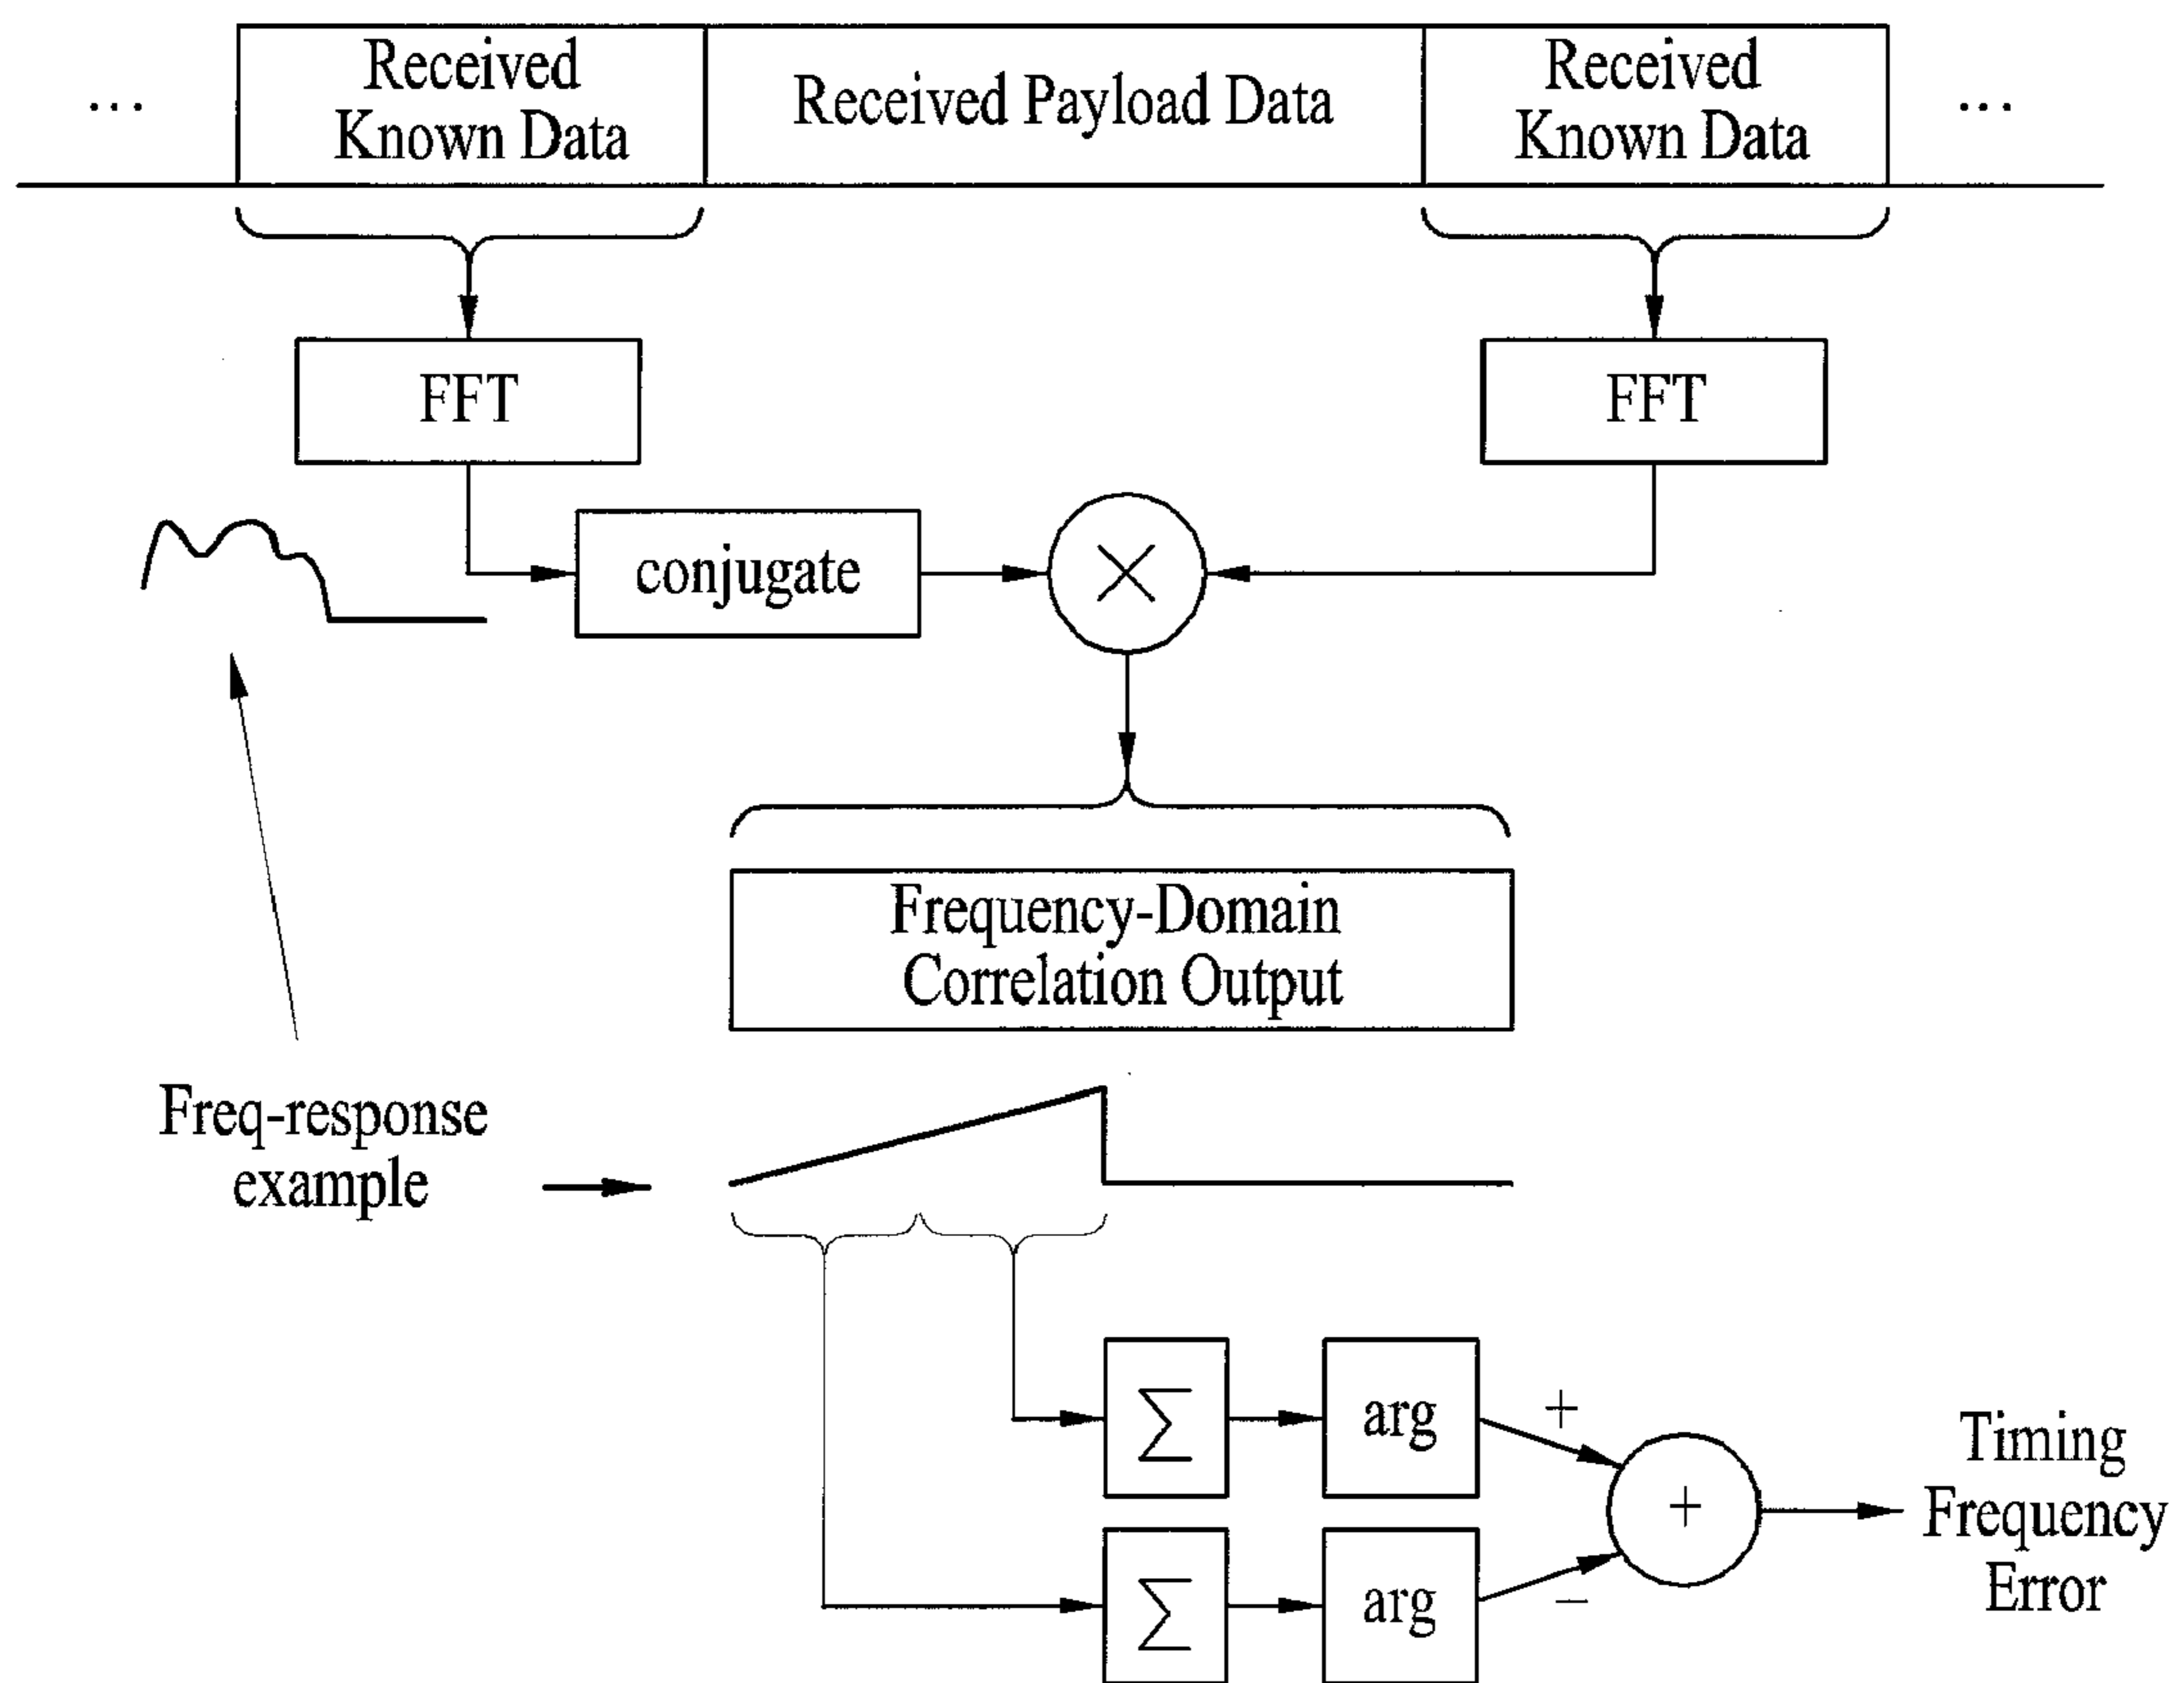 ...
Received
Known Data
Received Payload Data
Received
Known Data
...
FFT
FFT
conjugate
×
Frequency-Domain
Correlation Output
Freq-response
example
∑
arg
+
∑
arg
−
+
Timing
Frequency
Error